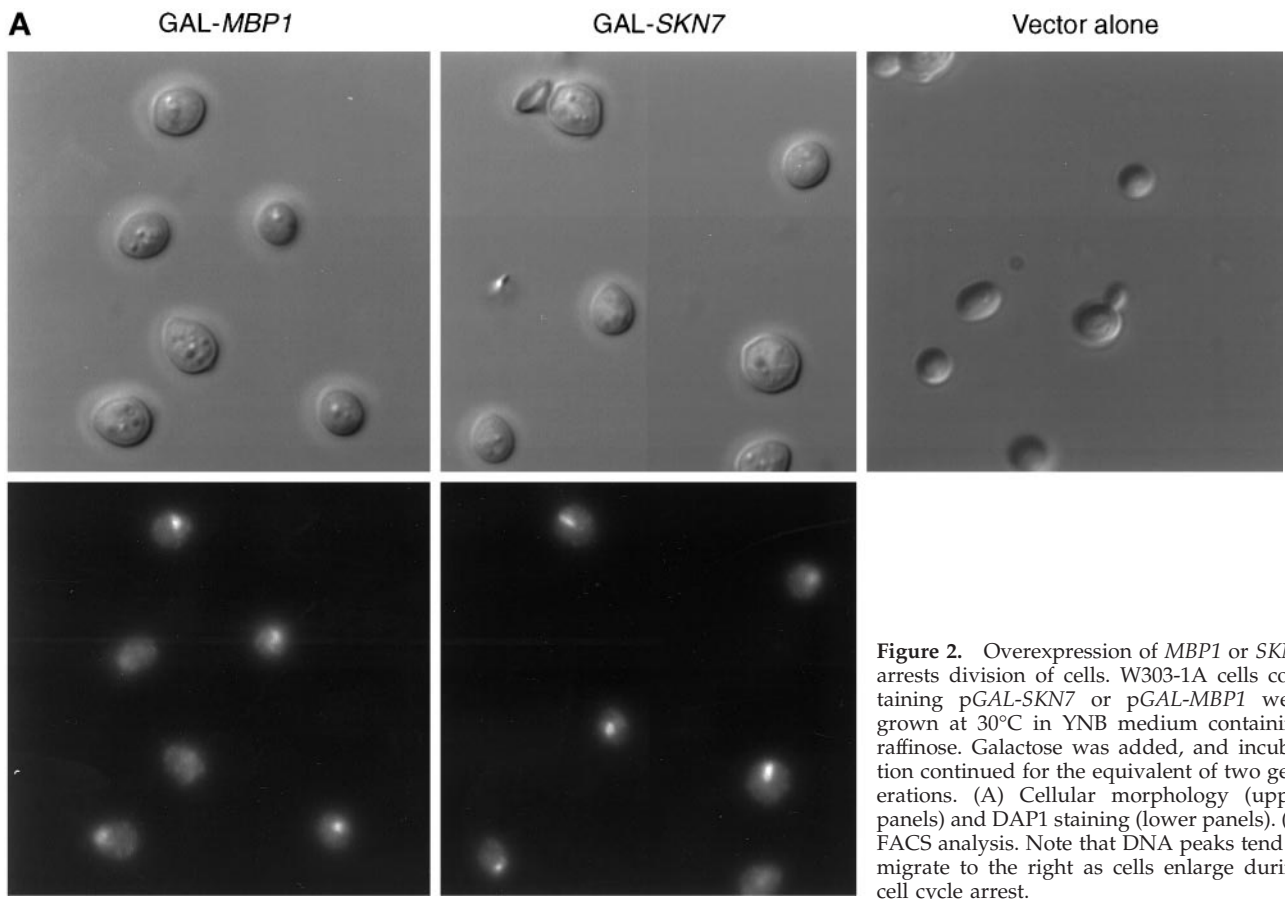 A
GAL-MBP1
GAL-SKN7
Vector alone
Figure 2. Overexpression of MBP1 or SK
arrests division of cells. W303-1A cells co
taining pGAL-SKN7 or pGAL-MBP1 we
grown at 30°C in YNB medium containi
raffinose. Galactose was added, and incub
tion continued for the equivalent of two ge
erations. (A) Cellular morphology (upp
panels) and DAP1 staining (lower panels). (
FACS analysis. Note that DNA peaks tend
migrate to the right as cells enlarge duri
cell cycle arrest.